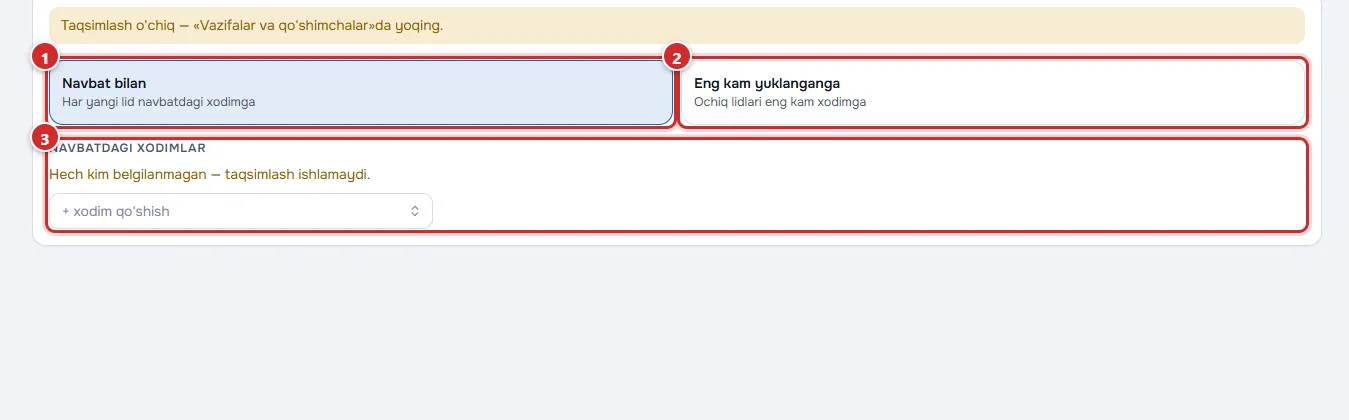 Taqsimlash o'chiq — «Vazifalar va qo'shimchalar»da yoqing.
1
2
Navbat bilan
Har yangi lid navbatdagi xodimga
Eng kam yuklanganga
Ochiq lidlari eng kam xodimga
3
NAVBATDAGI XODIMLAR
Hech kim belgilanmagan — taqsimlash ishlamaydi.
+ xodim qo'shish